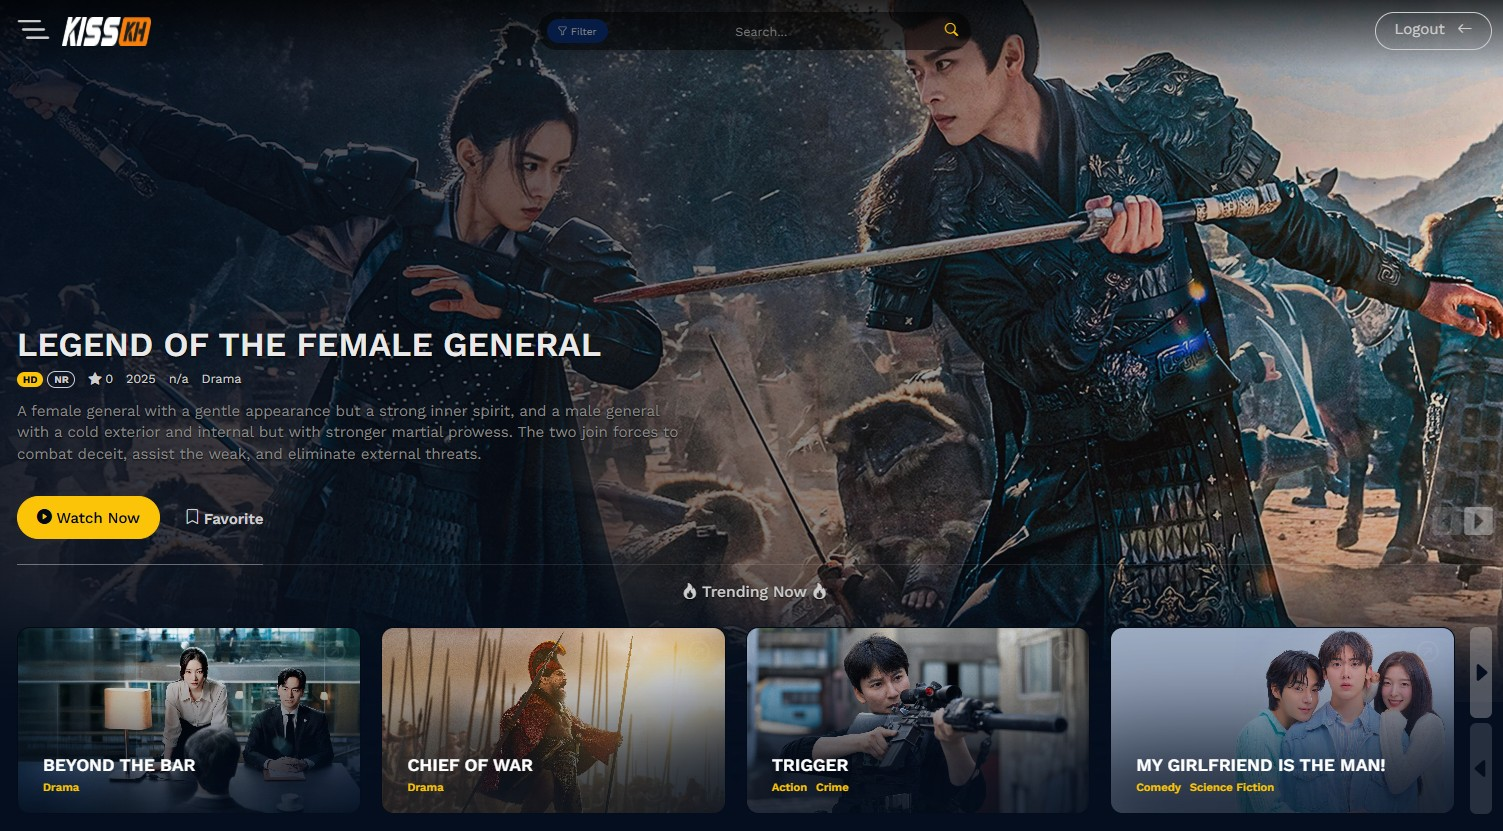 KISSKH
Filter
Search...
Logout
LEGEND OF THE FEMALE GENERAL
HD NR 0 2025 n/a Drama
A female general with a gentle appearance but a strong inner spirit, and a male general
with a cold exterior and internal but with stronger martial prowess. The two join forces to
combat deceit, assist the weak, and eliminate external threats.
Watch Now
Favorite
Trending Now
BEYOND THE BAR
Drama
CHIEF OF WAR
Drama
TRIGGER
Action Crime
MY GIRLFRIEND IS THE MAN!
Comedy Science Fiction